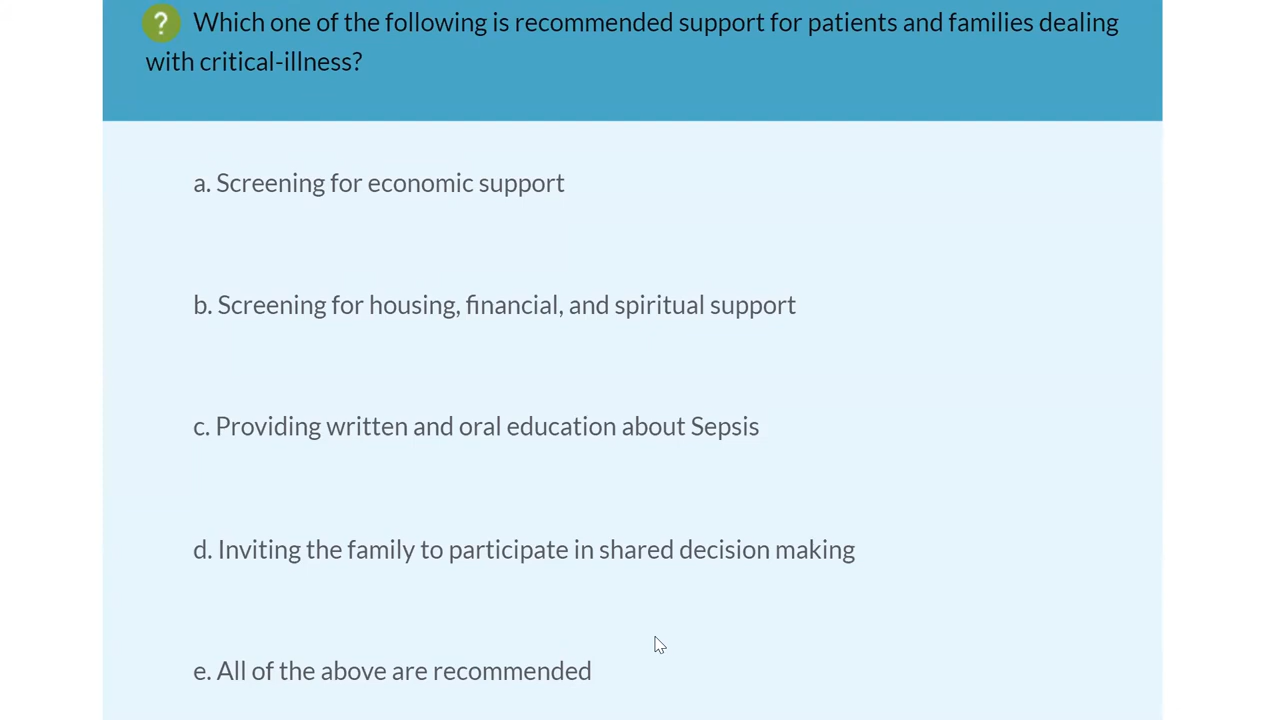 ? Which one of the following is recommended support for patients and families dealing
with critical-illness?
a. Screening for economic support
b. Screening for housing, financial, and spiritual support
c. Providing written and oral education about Sepsis
d. Inviting the family to participate in shared decision making
e. All of the above are recommended